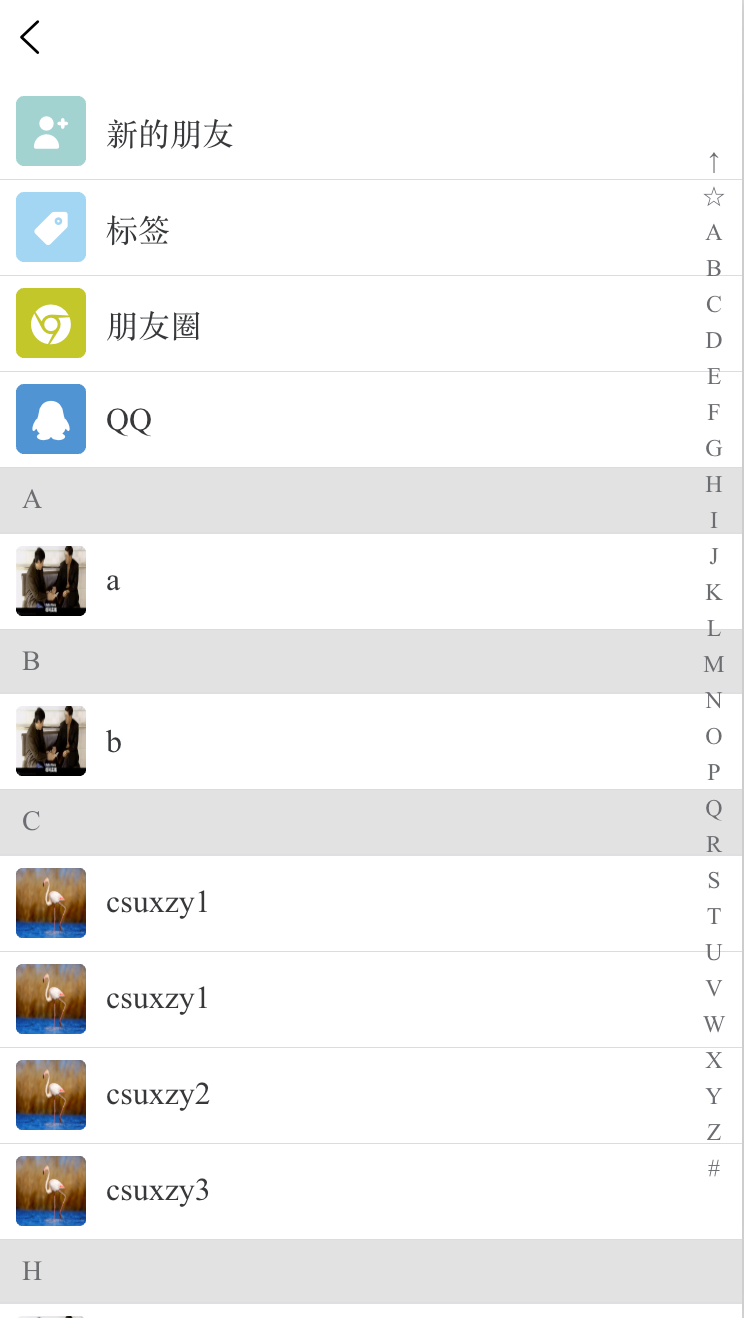 新的朋友
标签
朋友圈
QQ
A
a
B
b
C
csuxzy1
csuxzy1
csuxzy2
csuxzy3
H
↑
☆
A
B
C
D
E
F
G
H
I
J
K
L
M
N
O
P
Q
R
S
T
U
V
W
X
Y
Z
#